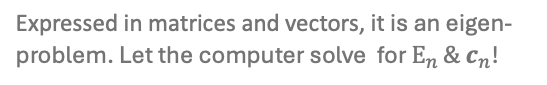 Expressed in matrices and vectors, it is an eigen-
problem. Let the computer solve for Eₙ & cₙ!